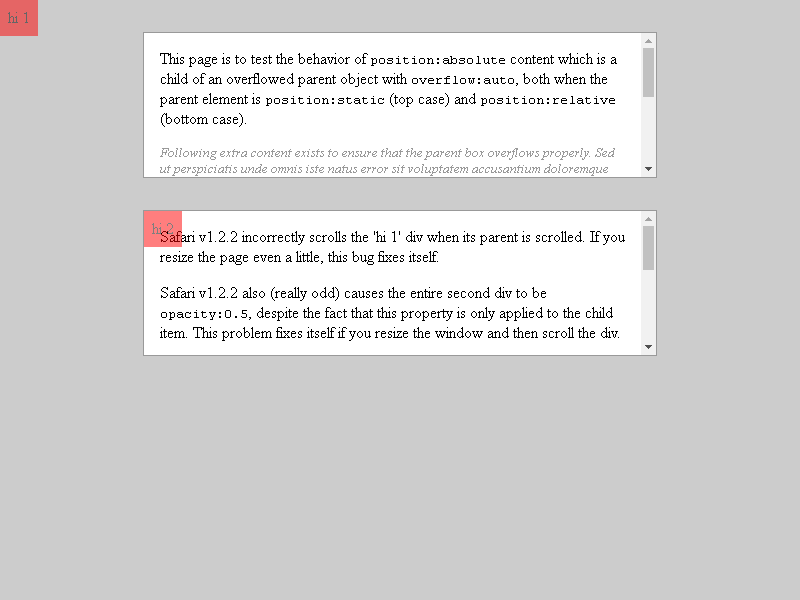 hi 1
This page is to test the behavior of position:absolute content which is a
child of an overflowed parent object with overflow:auto, both when the
parent element is position:static (top case) and position:relative
(bottom case).
Following extra content exists to ensure that the parent box overflows properly. Sed
ut perspiciatis unde omnis iste natus error sit voluptatem accusantium doloremque
hi 2
Safari v1.2.2 incorrectly scrolls the 'hi 1' div when its parent is scrolled. If you
resize the page even a little, this bug fixes itself.
Safari v1.2.2 also (really odd) causes the entire second div to be
opacity:0.5, despite the fact that this property is only applied to the child
item. This problem fixes itself if you resize the window and then scroll the div.